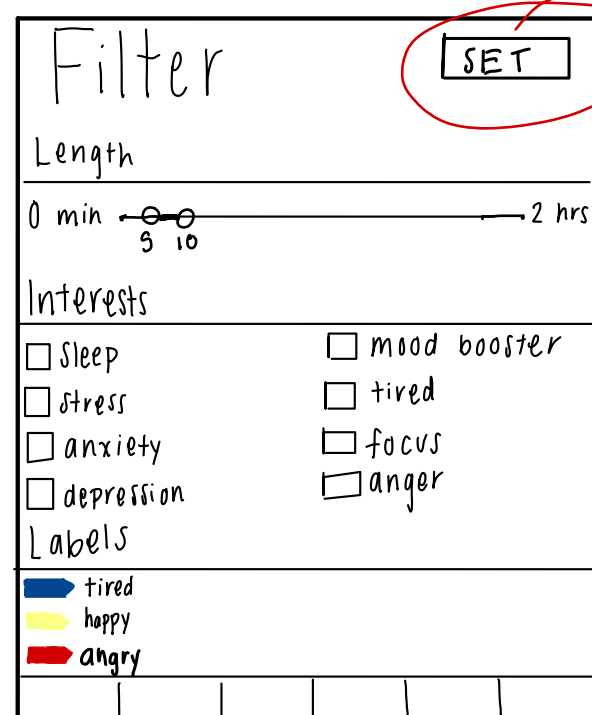 Filter
SET
Length
0 min
2 hrs
5 10
Interests
Sleep
mood booster
stress
tired
anxiety
focus
depression
anger
Labels
tired
happy
angry